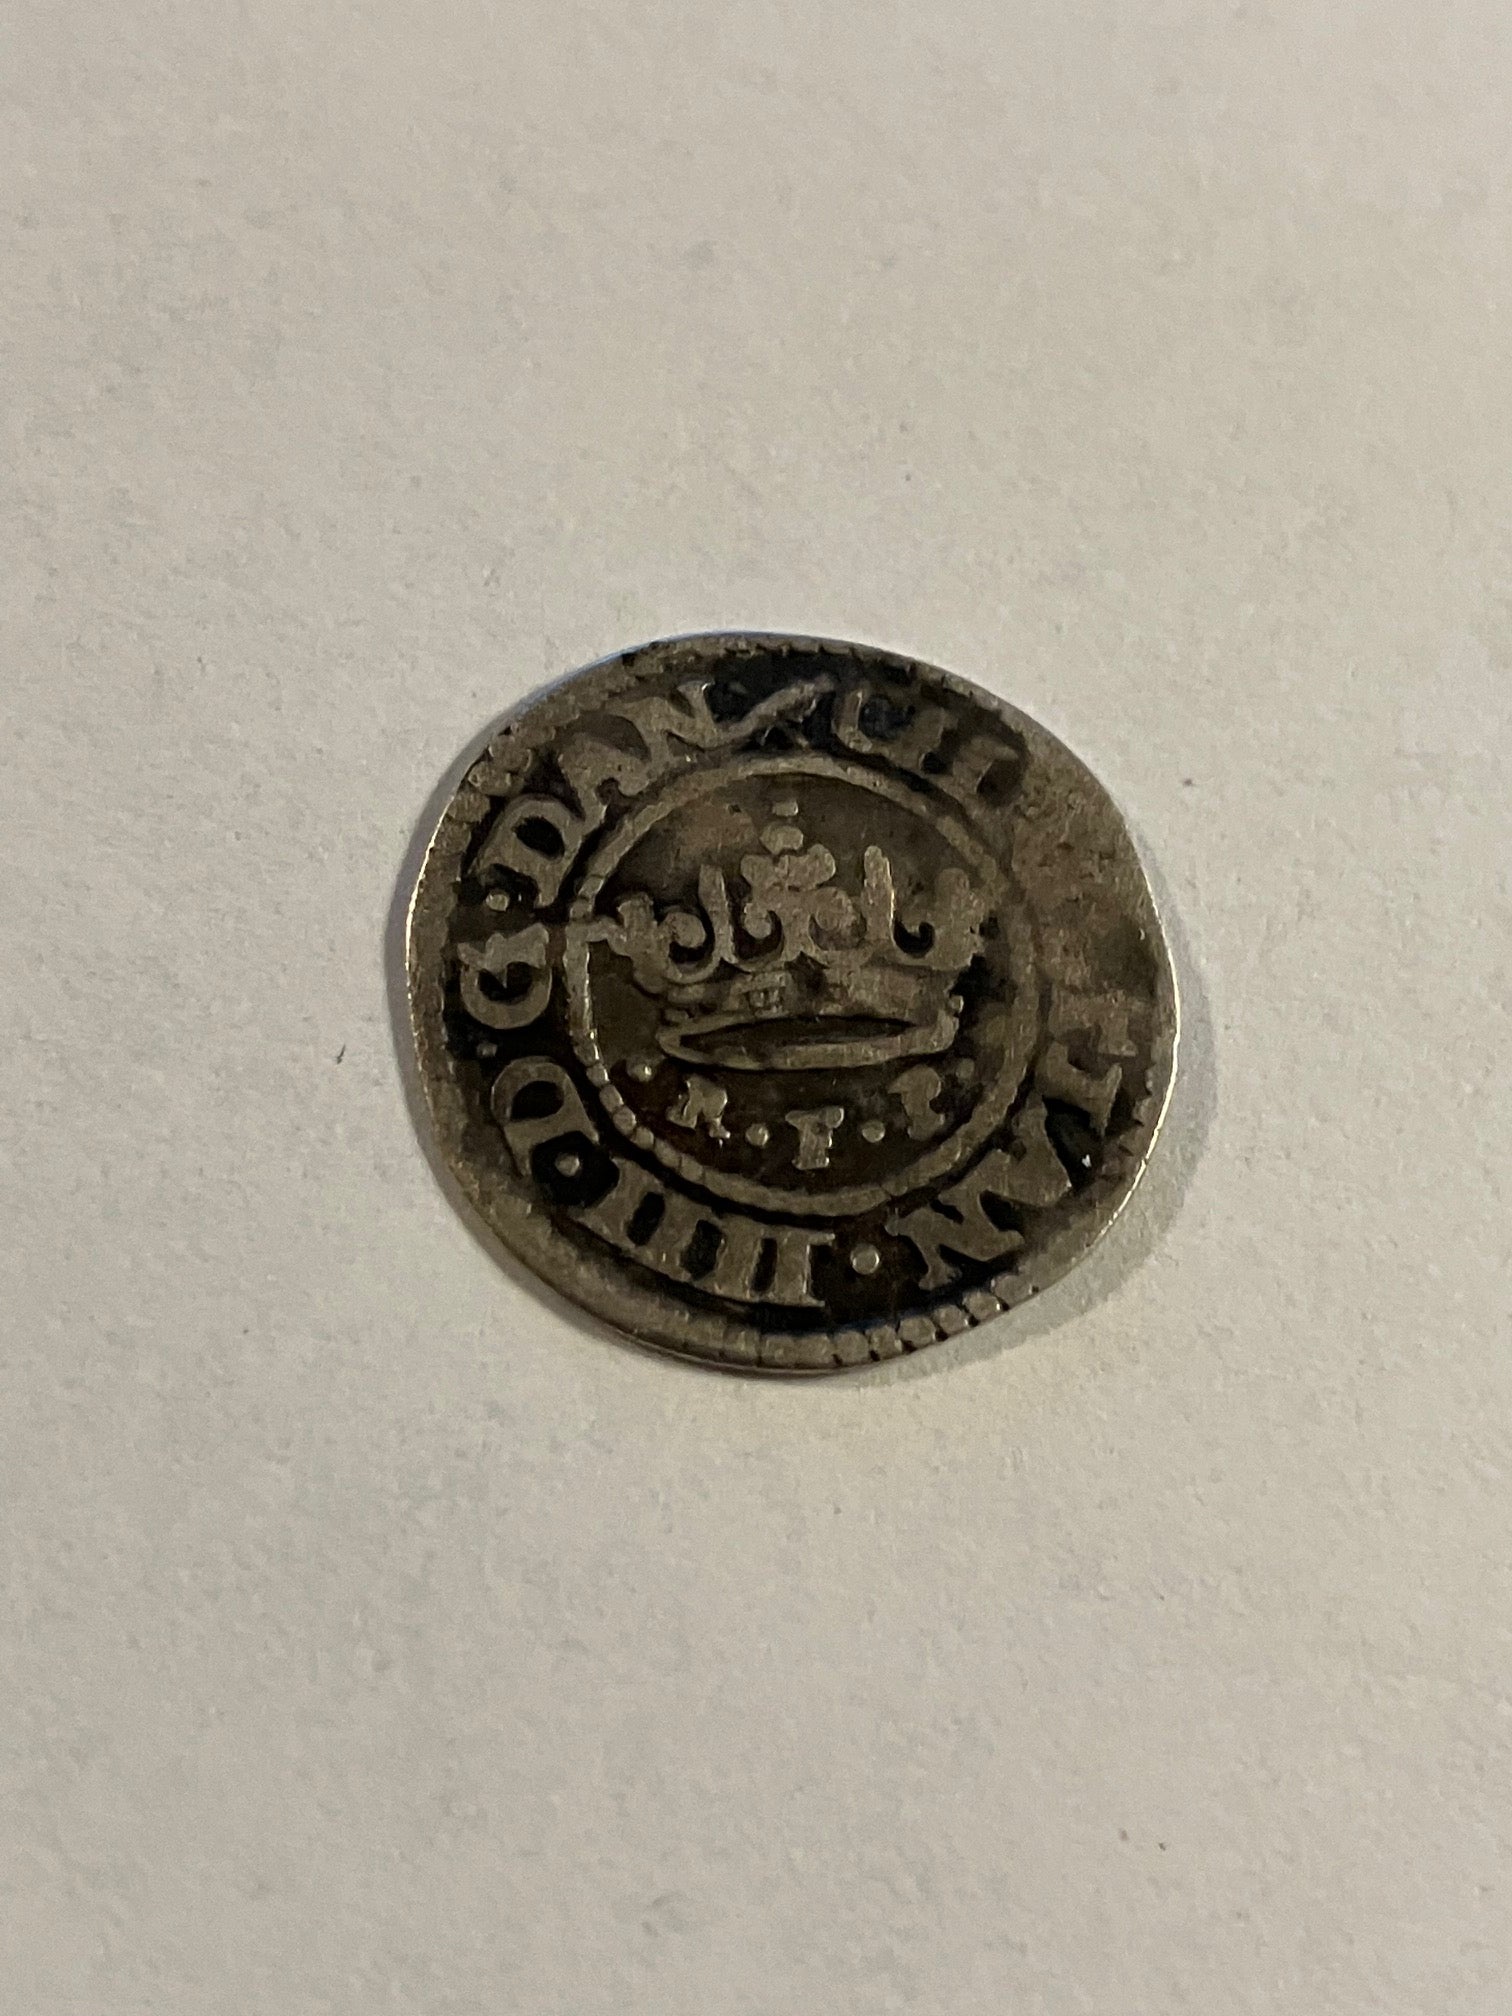 · IIII · D · G · DAN
· R · F · P ·